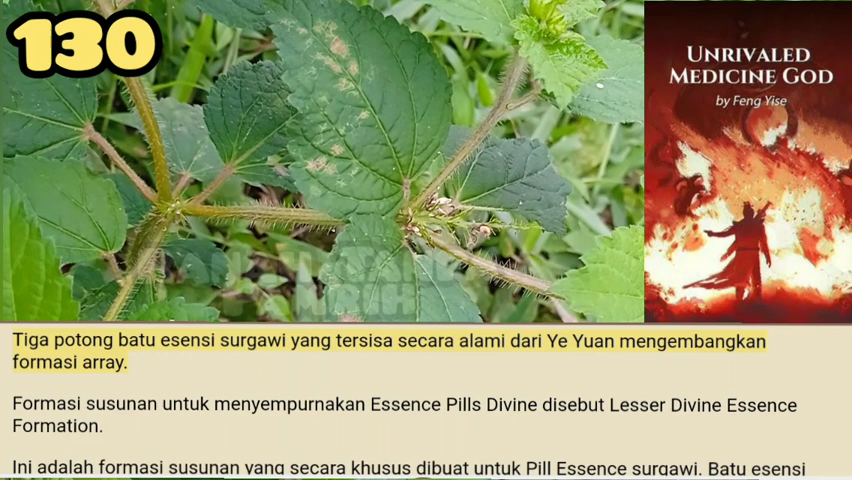 130
UNRIVALED
MEDICINE GOD
by Feng Yise
Tiga potong batu esensi surgawi yang tersisa secara alami dari Ye Yuan mengembangkan
formasi array.
Formasi susunan untuk menyempurnakan Essence Pills Divine disebut Lesser Divine Essence
Formation.
Ini adalah formasi susunan yang secara khusus dibuat untuk Pill Essence surgawi. Batu esensi